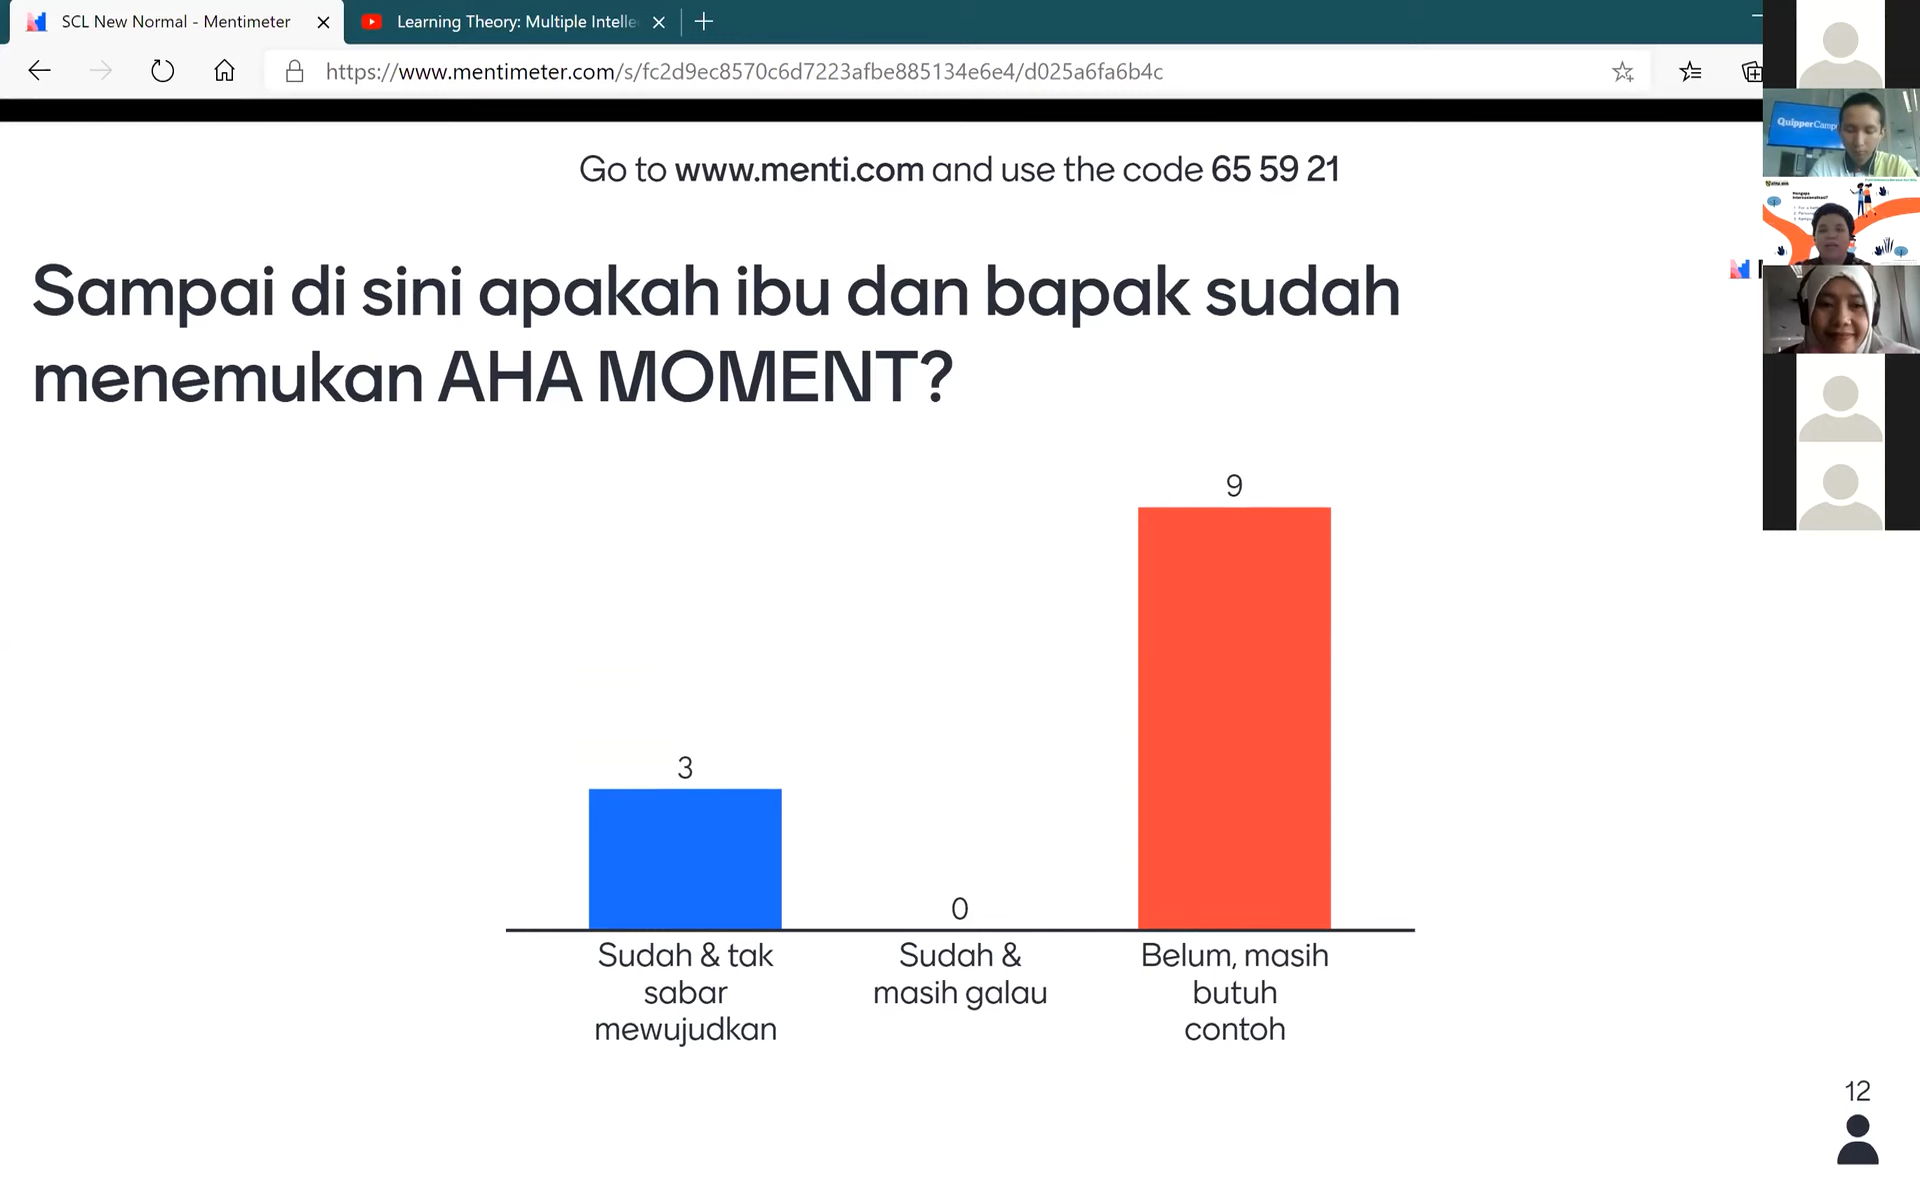 SCL New Normal - Mentimeter
Learning Theory: Multiple Intelle
https://www.mentimeter.com/s/fc2d9ec8570c6d7223afbe885134e6e4/d025a6fa6b4c
Go to www.menti.com and use the code 65 59 21
Sampai di sini apakah ibu dan bapak sudah
menemukan AHA MOMENT?
3
0
9
Sudah & tak
sabar
mewujudkan
Sudah &
masih galau
Belum, masih
butuh
contoh
12
QuipperCamp
Mengapa
Internasionalisasi?